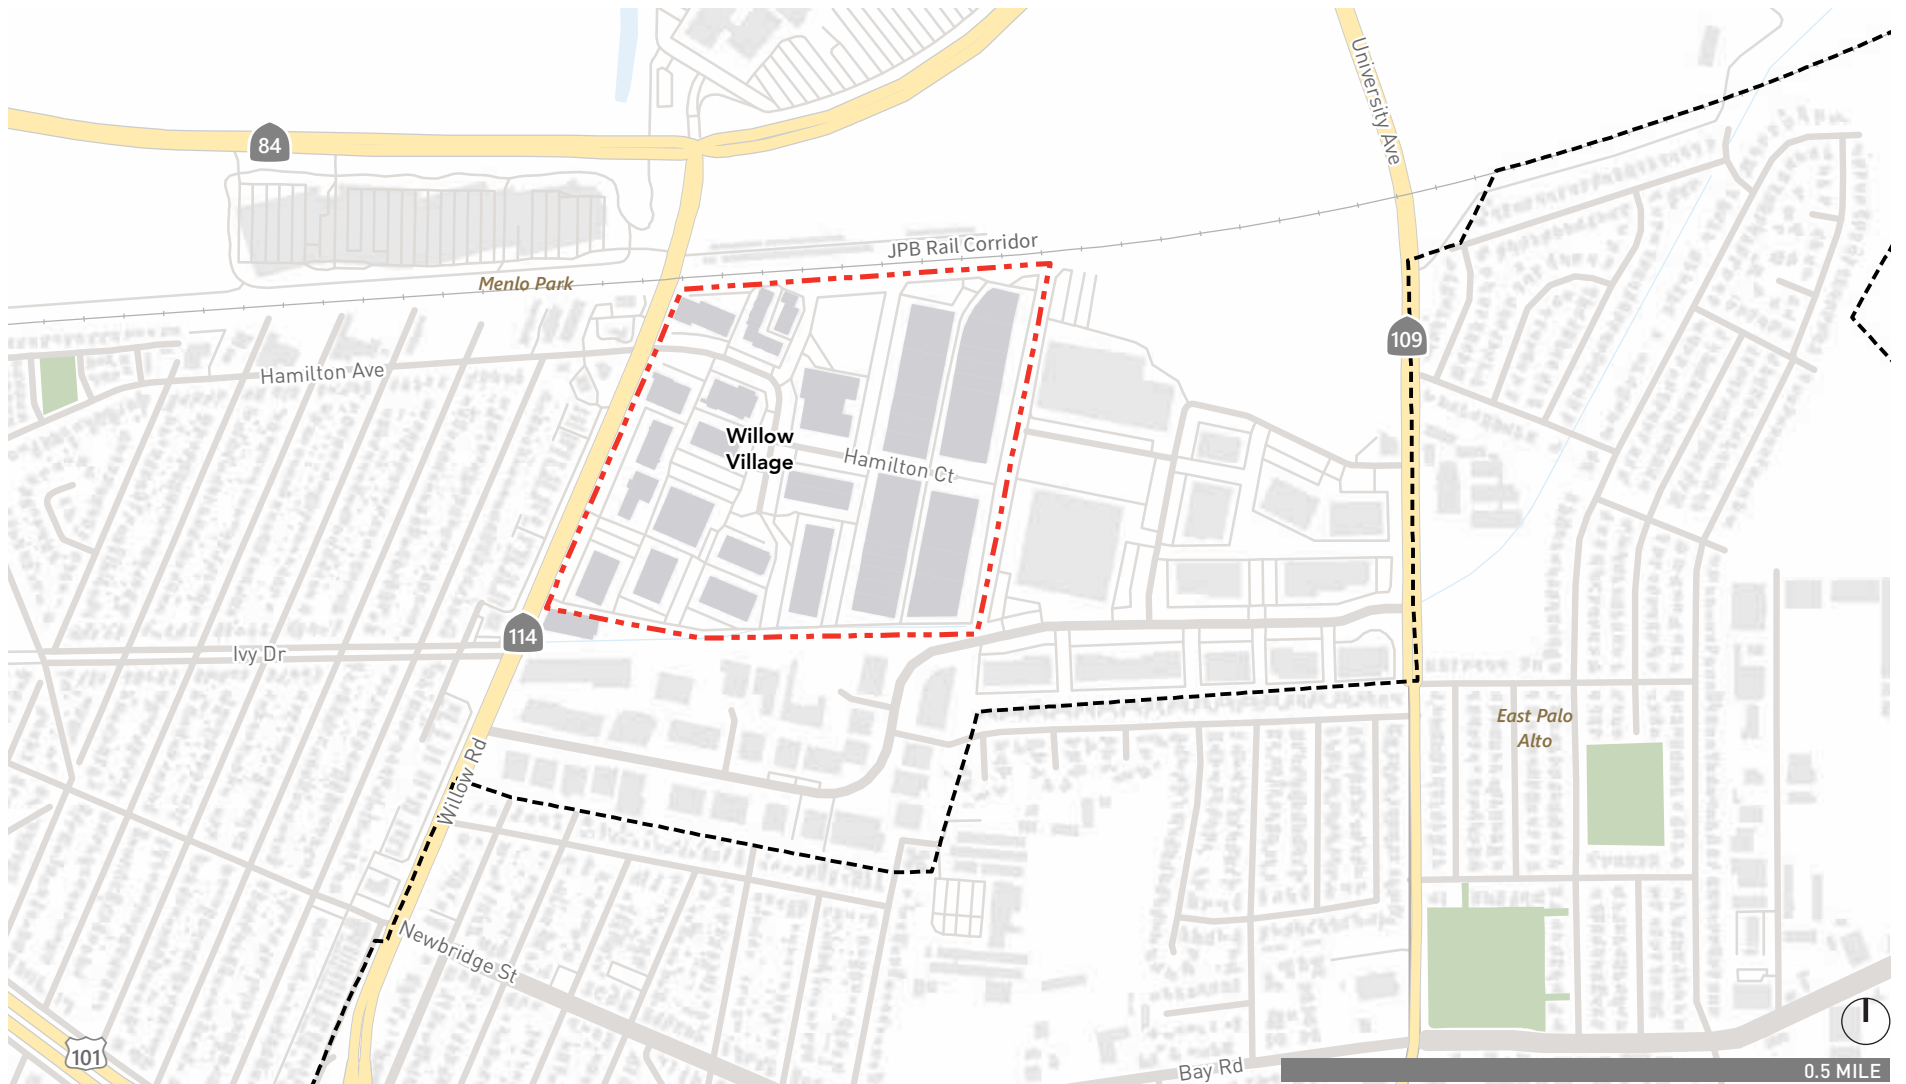 University Ave
84
JPB Rail Corridor
Menlo Park
109
Hamilton Ave
Willow
Village
Hamilton Ct
114
Ivy Dr
East Palo
Alto
Willow Rd
Newbridge St
101
Bay Rd
0.5 MILE